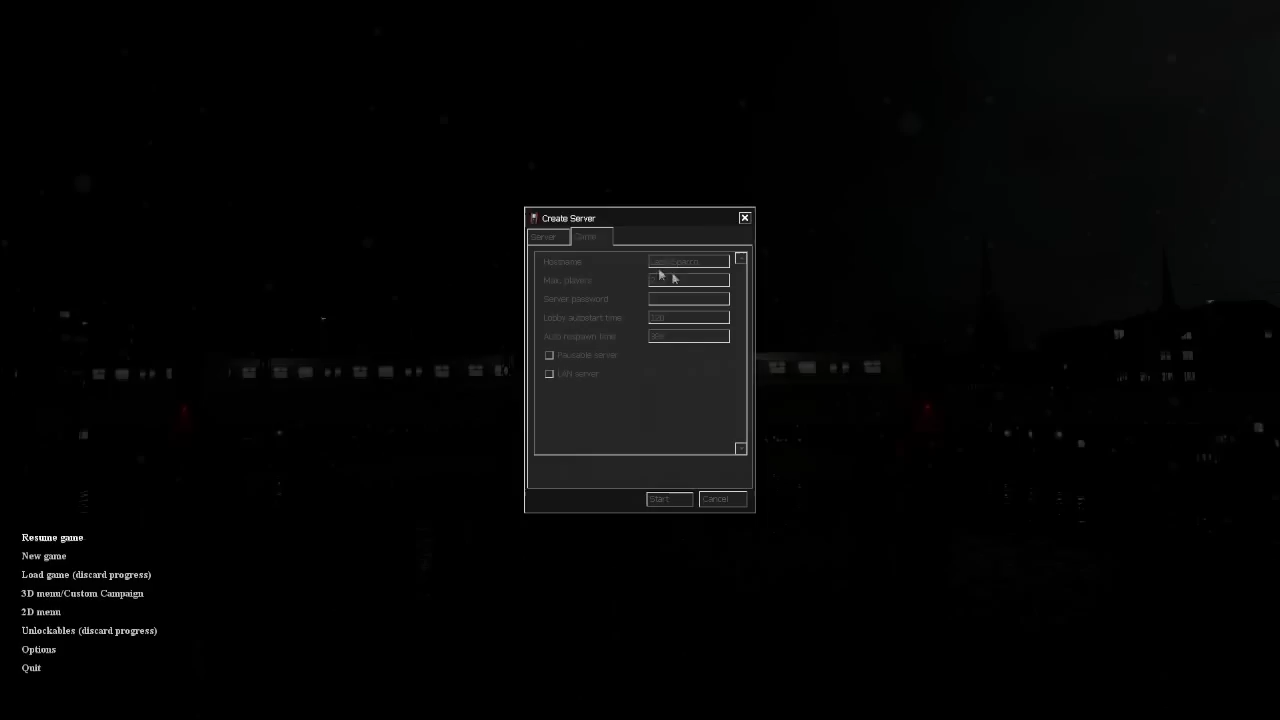 Create Server
Server
Game
Hostname
Max. players
Server password
Lobby autostart time 120
Auto respawn time
Pausable server
LAN server
Start Cancel
Resume game
New game
Load game (discard progress)
3D menu/Custom Campaign
2D menu
Unlockables (discard progress)
Options
Quit